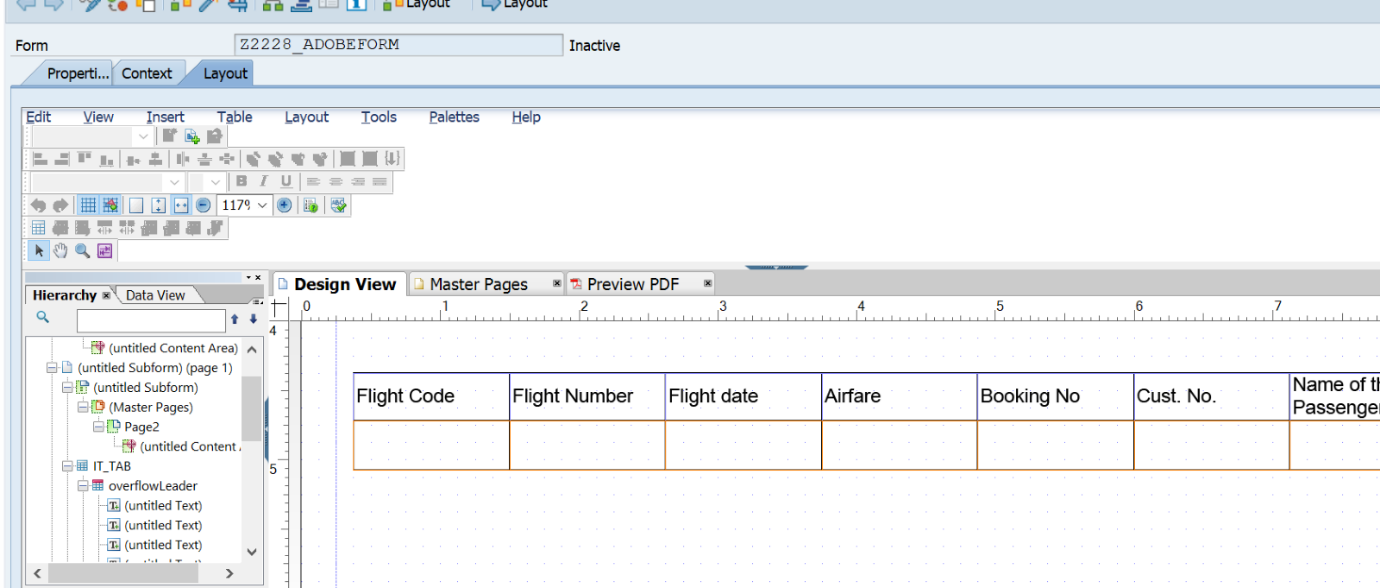 Layout Layout
Form Z2228_ADOBEFORM Inactive
Properti... Context Layout
Edit View Insert Table Layout Tools Palettes Help
B I U
117%
Design View Master Pages Preview PDF
Hierarchy Data View
0 1 2 3 4 5 6 7
4
(untitled Content Area)
(untitled Subform) (page 1)
(untitled Subform)
(Master Pages)
Page2
(untitled Content
IT_TAB
overflowLeader
(untitled Text)
(untitled Text)
(untitled Text)
Flight Code Flight Number Flight date Airfare Booking No Cust. No. Name of th
Passenger
5